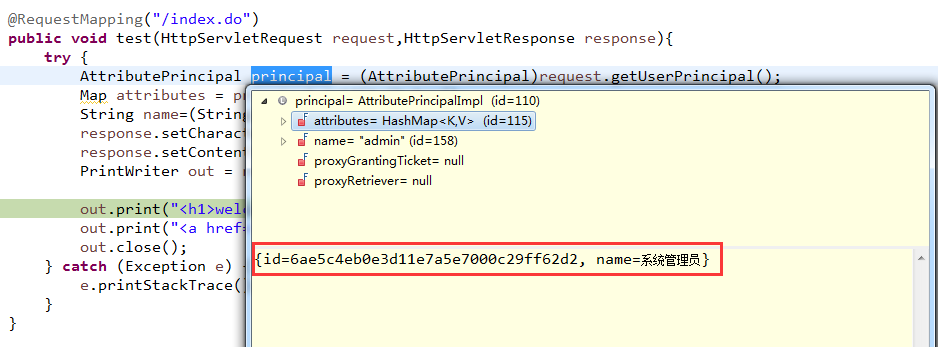 @RequestMapping("/index.do")
public void test(HttpServletRequest request,HttpServletResponse response){
try {
AttributePrincipal principal = (AttributePrincipal)request.getUserPrincipal();
Map attributes = p
String name=(String
response.setCharac
response.setConten
PrintWriter out = 
out.print("<h1>wel
out.print("<a href=
out.close();
} catch (Exception e)
e.printStackTrace(
}
}
principal= AttributePrincipalImpl (id=110)
attributes= HashMap<K,V> (id=115)
name= "admin" (id=158)
proxyGrantingTicket= null
proxyRetriever= null
{id=6ae5c4eb0e3d11e7a5e7000c29ff62d2, name=系统管理员}